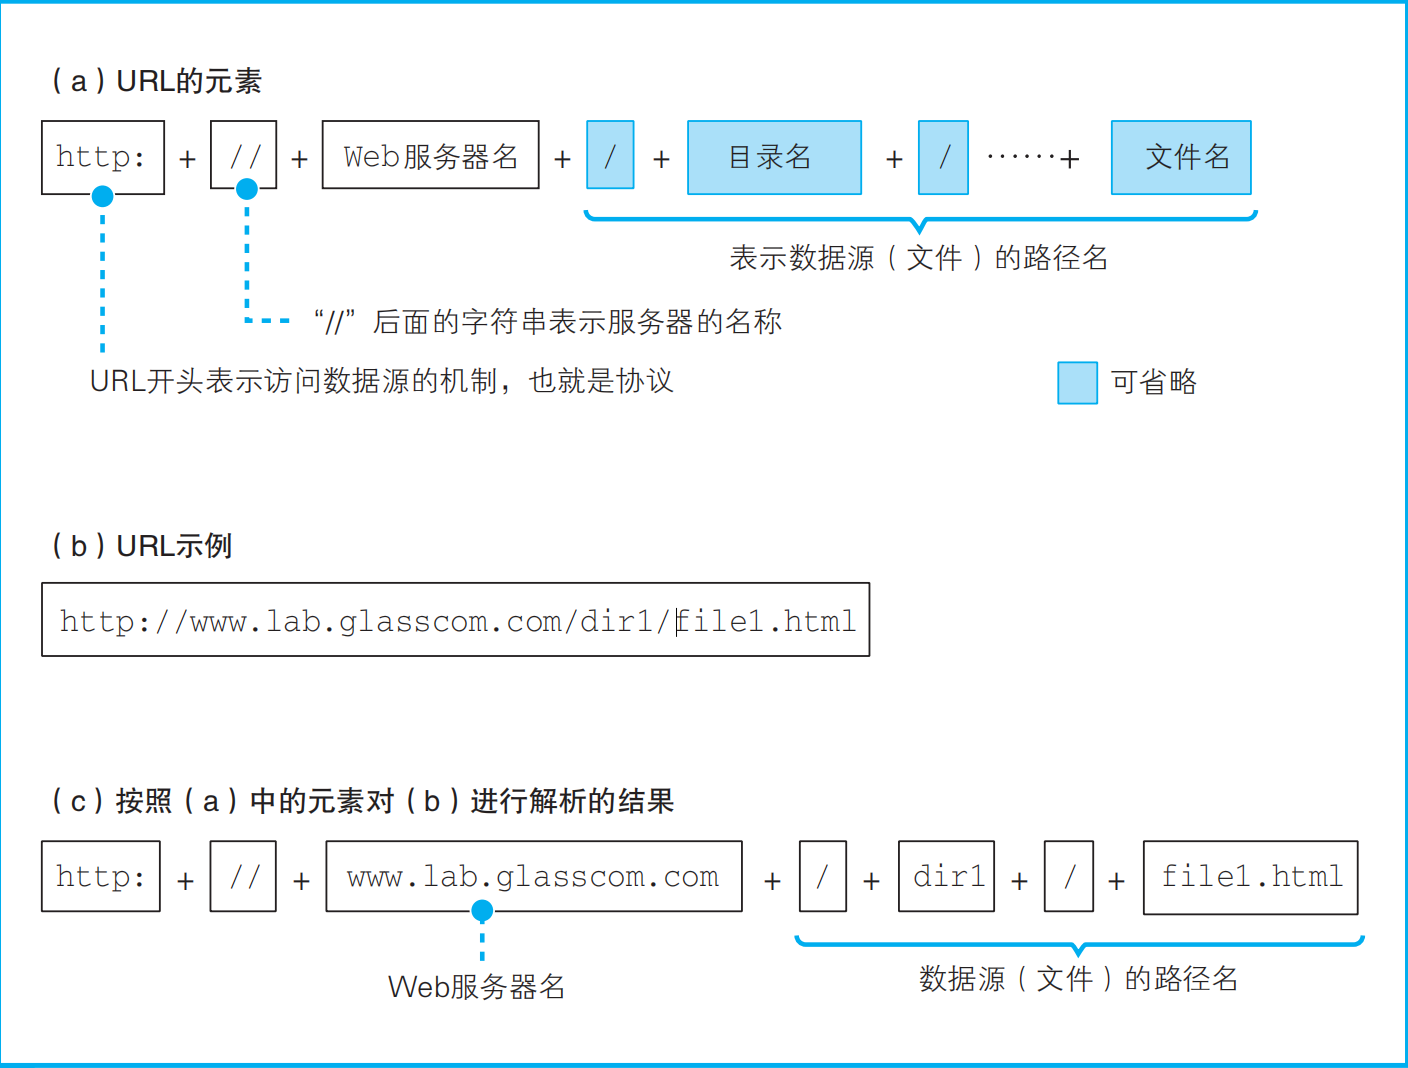 （a）URL的元素
http: + // + Web服务器名 + / + 目录名 + / ……+ 文件名
表示数据源（文件）的路径名
“//”后面的字符串表示服务器的名称
URL开头表示访问数据源的机制，也就是协议
可省略
（b）URL示例
http://www.lab.glasscom.com/dir1/file1.html
（c）按照（a）中的元素对（b）进行解析的结果
http: + // + www.lab.glasscom.com + / + dir1 + / + file1.html
Web服务器名
数据源（文件）的路径名